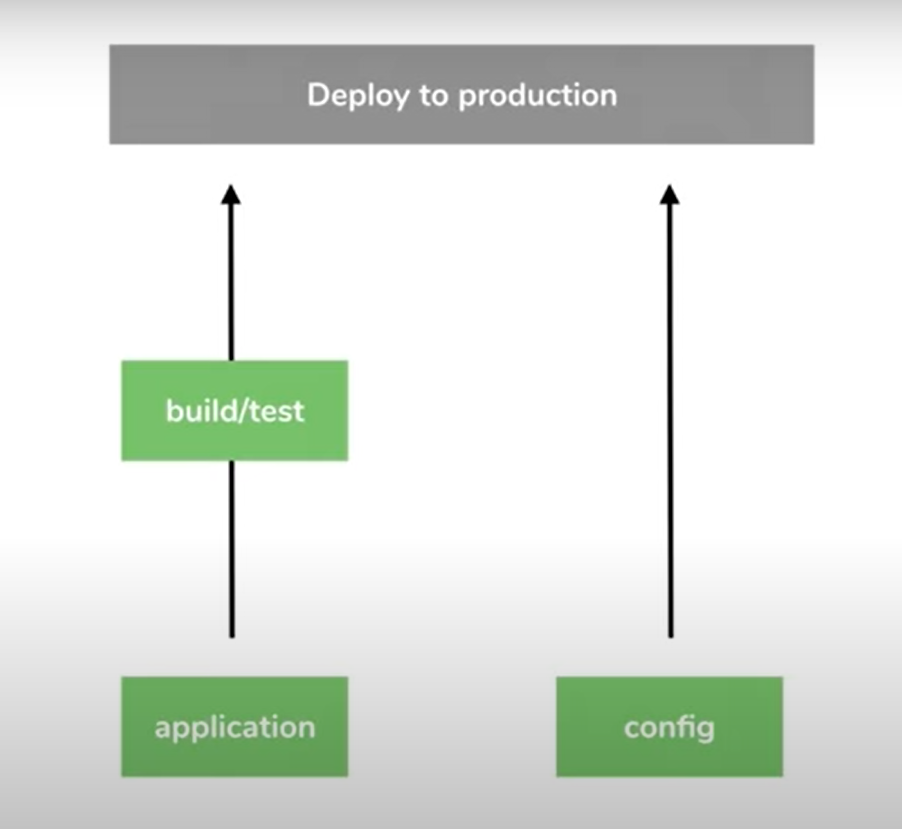 Deploy to production
build/test
application
config